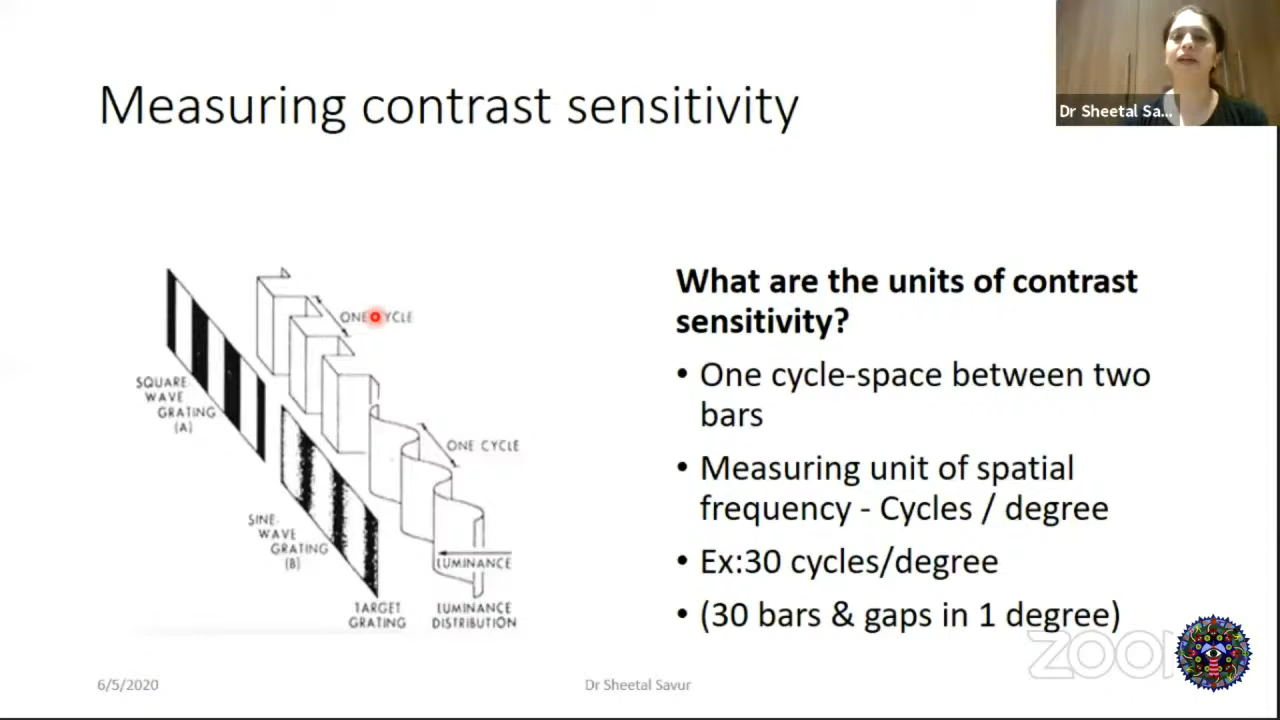 Measuring contrast sensitivity
Dr Sheetal Sa...
ONE CYCLE
SQUARE
WAVE
GRATING
(A)
ONE CYCLE
SINE-
WAVE
GRATING
(B)
LUMINANCE
TARGET
GRATING
LUMINANCE
DISTRIBUTION
What are the units of contrast
sensitivity?
• One cycle-space between two
bars
• Measuring unit of spatial
frequency - Cycles / degree
• Ex:30 cycles/degree
• (30 bars & gaps in 1 degree)
6/5/2020
Dr Sheetal Savur